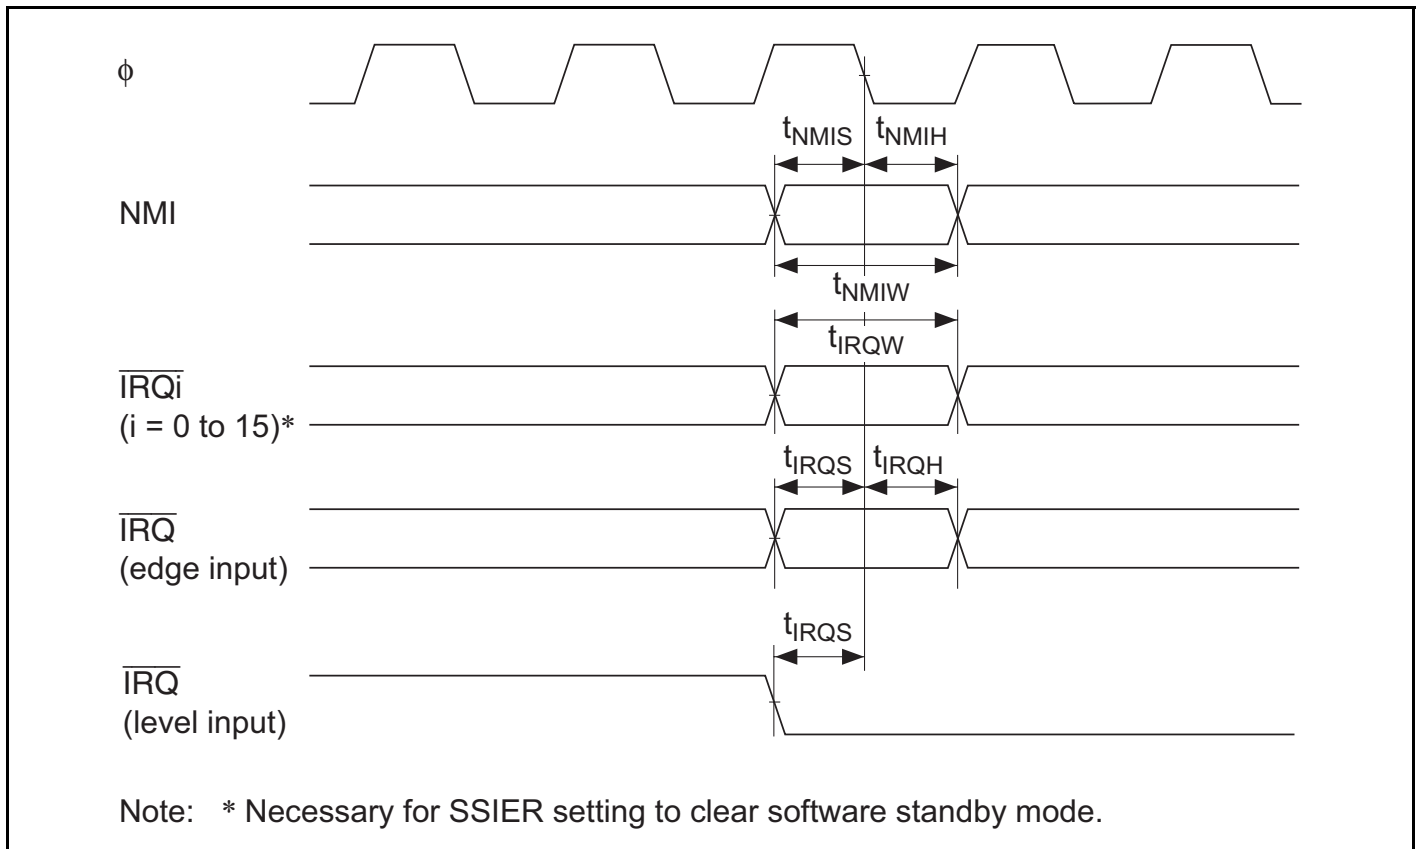 ϕ
tNMIS tNMIH
NMI
tNMIW
tIRQW
IRQi
(i = 0 to 15)*
tIRQS tIRQH
IRQ
(edge input)
tIRQS
IRQ
(level input)
Note: * Necessary for SSIER setting to clear software standby mode.